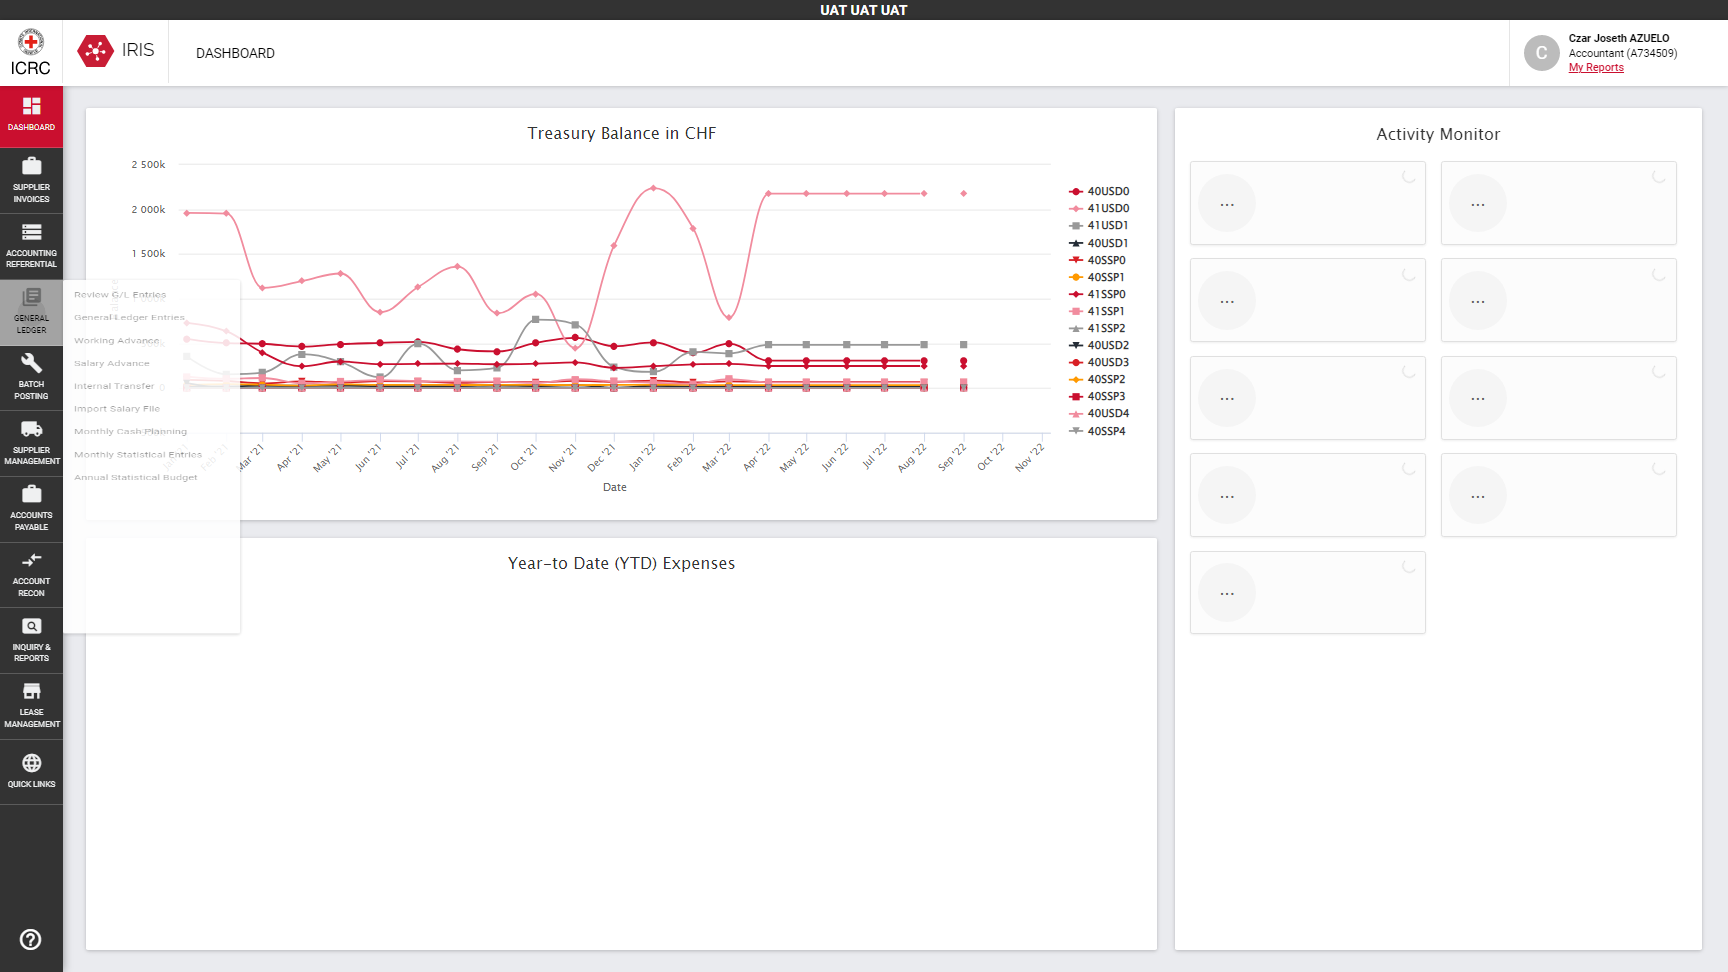 UAT UAT UAT
ICRC
IRIS
DASHBOARD
Czar Joseth AZUELO
Accountant (A734509)
My Reports
DASHBOARD
SUPPLIER
INVOICES
ACCOUNTING
REFERENTIAL
GENERAL
LEDGER
BATCH
POSTING
SUPPLIER
MANAGEMENT
ACCOUNTS
PAYABLE
ACCOUNT
RECON
INQUIRY &
REPORTS
LEASE
MANAGEMENT
QUICK LINKS
Review G/L Entries
General Ledger Entries
Working Advance
Salary Advance
Internal Transfer
Import Salary File
Monthly Cash Planning
Monthly Statistical Entries
Annual Statistical Budget
Treasury Balance in CHF
2 500k
2 000k
1 500k
0
Feb '21
Mar '21
Apr '21
May '21
Jun '21
Jul '21
Aug '21
Sep '21
Oct '21
Nov '21
Dec '21
Jan '22
Feb '22
Mar '22
Apr '22
May '22
Jun '22
Jul '22
Aug '22
Sep '22
Oct '22
Nov '22
Date
40USD0
41USD0
41USD1
40USD1
40SSP0
40SSP1
41SSP0
41SSP1
41SSP2
40USD2
40USD3
40SSP2
40SSP3
40USD4
40SSP4
Year-to Date (YTD) Expenses
Activity Monitor
...
...
...
...
...
...
...
...
...